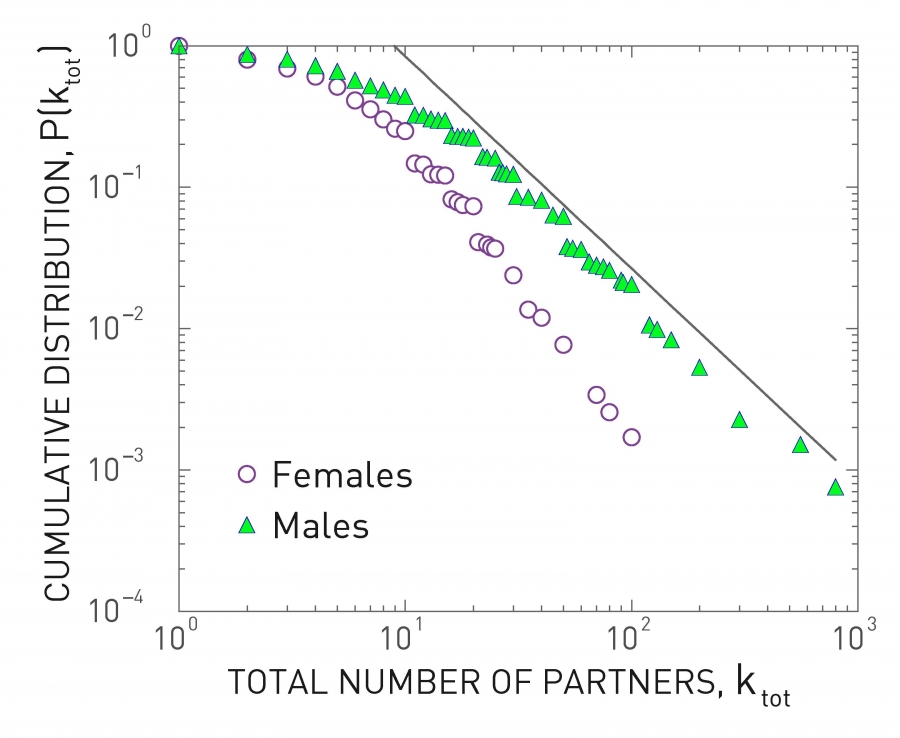 CUMULATIVE DISTRIBUTION, P(k_tot)
10^0
10^−1
10^−2
10^−3
10^−4
Females
Males
10^0 10^1 10^2 10^3
TOTAL NUMBER OF PARTNERS, k_tot